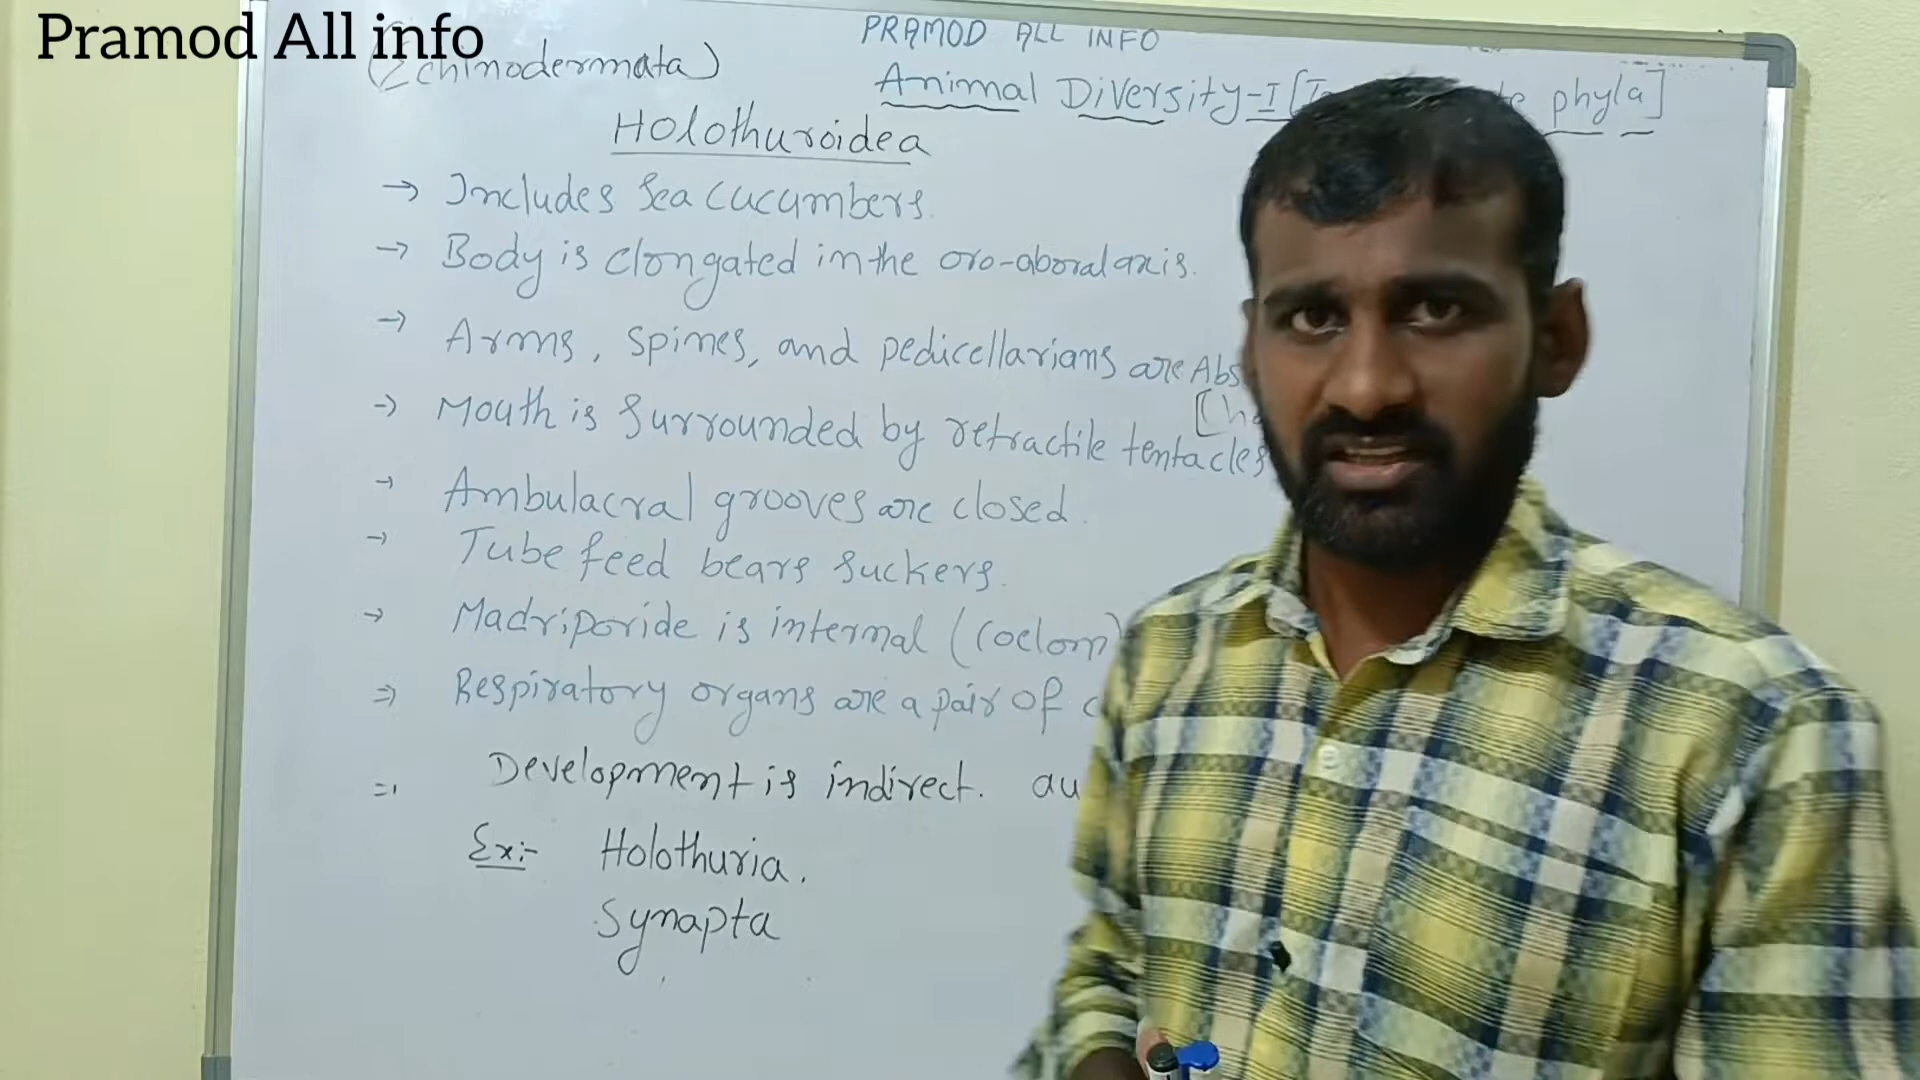 Pramod All info
PRAMOD ALL INFO
(Echinodermata)
Animal Diversity-I [ phyla]
Holothuroidea
→ Includes Sea cucumbers.
→ Body is elongated in the oro-aboral axis.
→ Arms, spines, and pedicellarians are Abs
→ Mouth is surrounded by retractile tentacles
→ Ambulacral grooves are closed.
→ Tube feed bears suckers.
→ Madriporide is internal (coelom)
⇒ Respiratory organs are a pair of
⇒ Development is indirect. au
Ex:- Holothuria.
Synapta